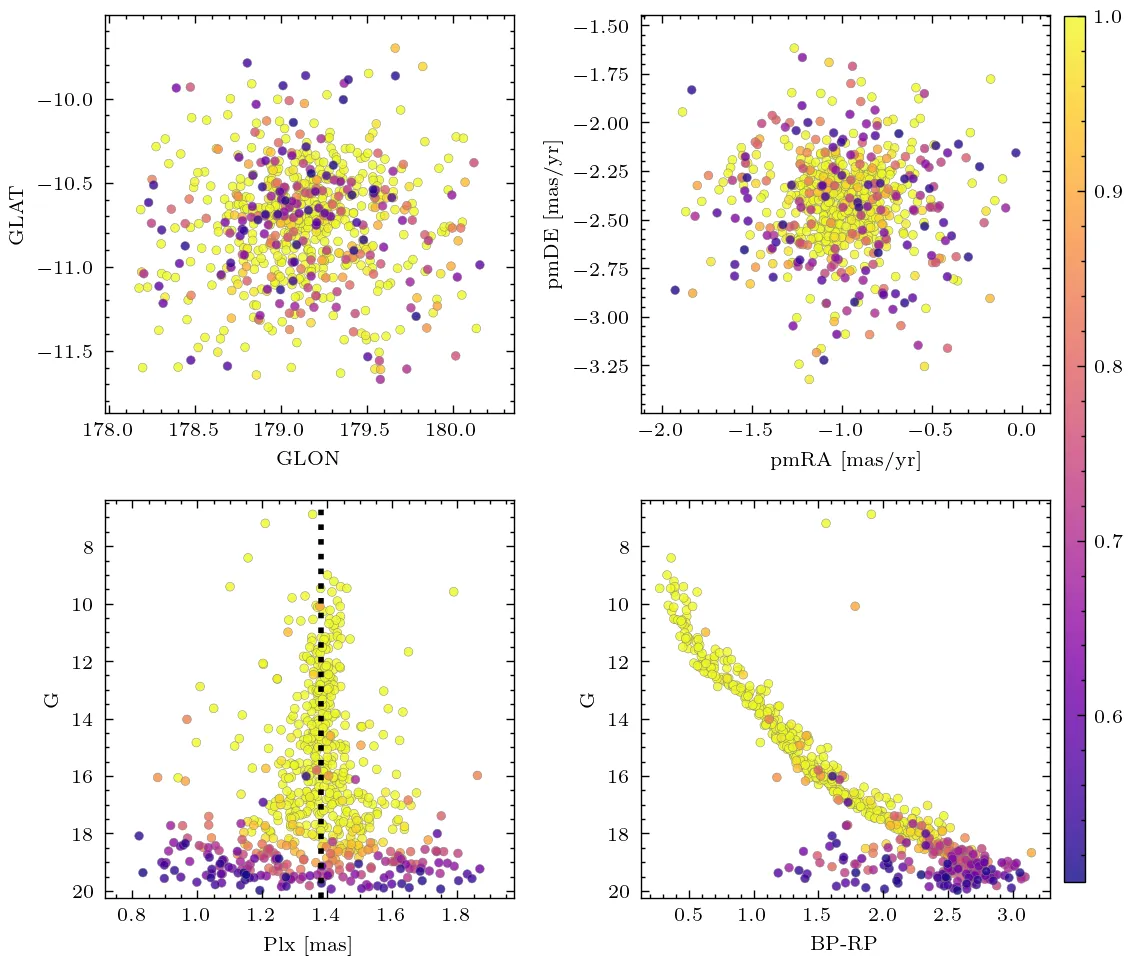 −10.0
−10.5
−11.0
−11.5
GLAT
178.0 178.5 179.0 179.5 180.0
GLON
−1.50
−1.75
−2.00
−2.25
−2.50
−2.75
−3.00
−3.25
pmDE [mas/yr]
−2.0 −1.5 −1.0 −0.5 0.0
pmRA [mas/yr]
1.0
0.9
0.8
0.7
0.6
8
10
12
14
16
18
20
G
0.8 1.0 1.2 1.4 1.6 1.8
Plx [mas]
8
10
12
14
16
18
20
G
0.5 1.0 1.5 2.0 2.5 3.0
BP-RP